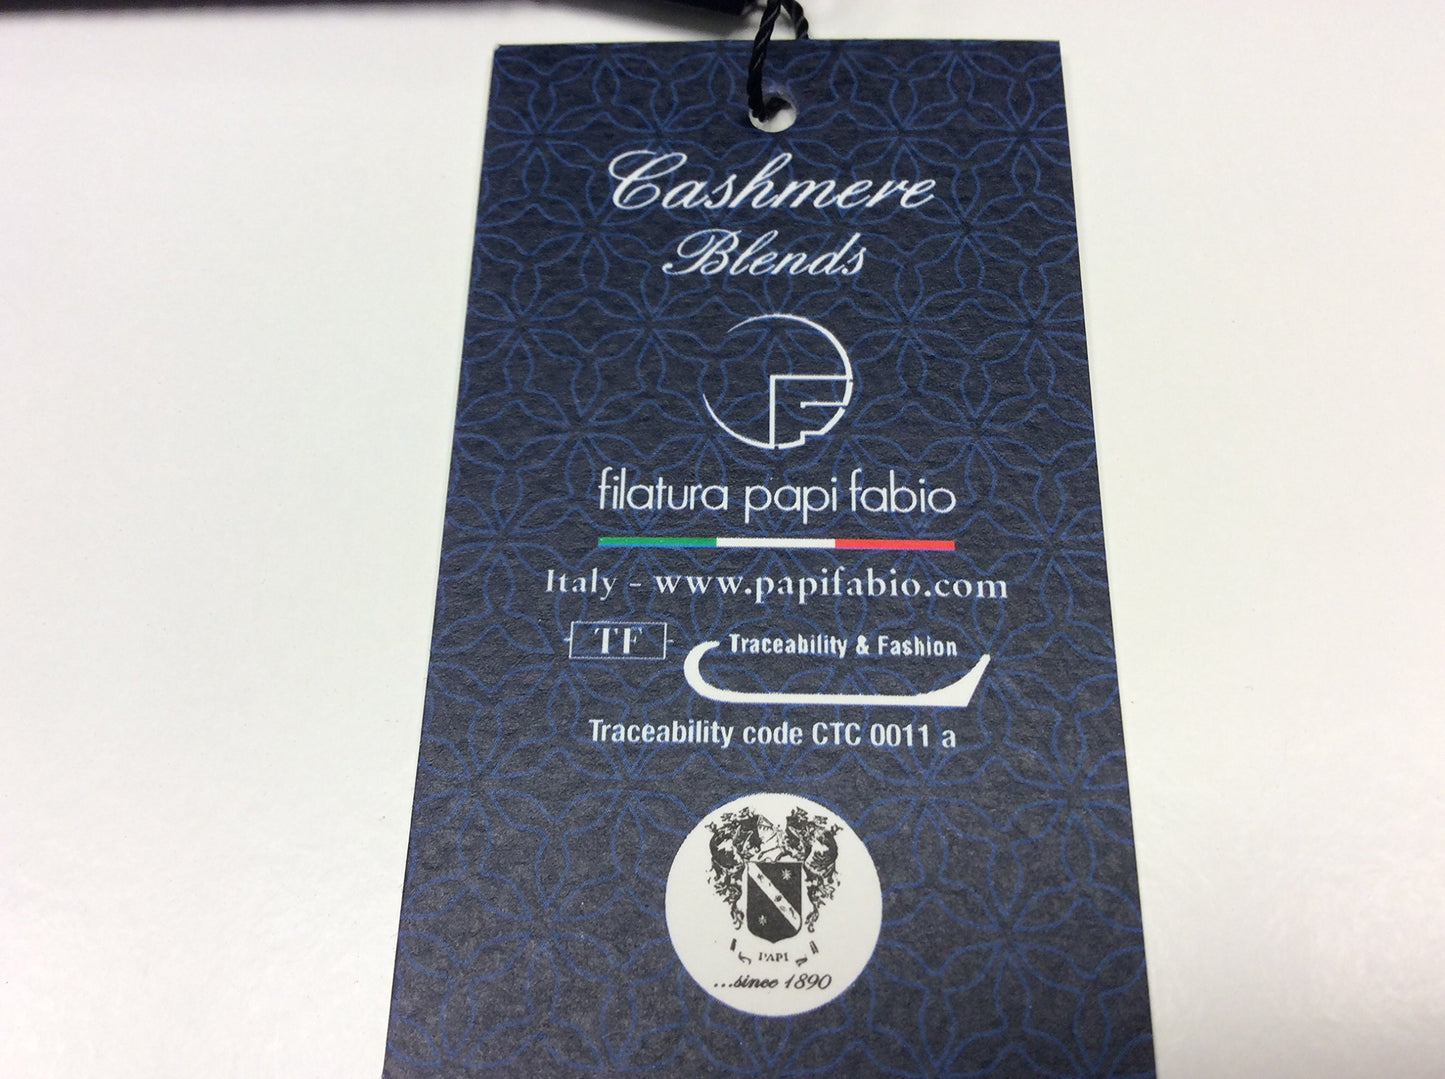 Cashmere
Blends
filatura papi fabio
Italy - www.papifabio.com
TF
Traceability & Fashion
Traceability code CTC 0011 a
PAPI
...since 1890